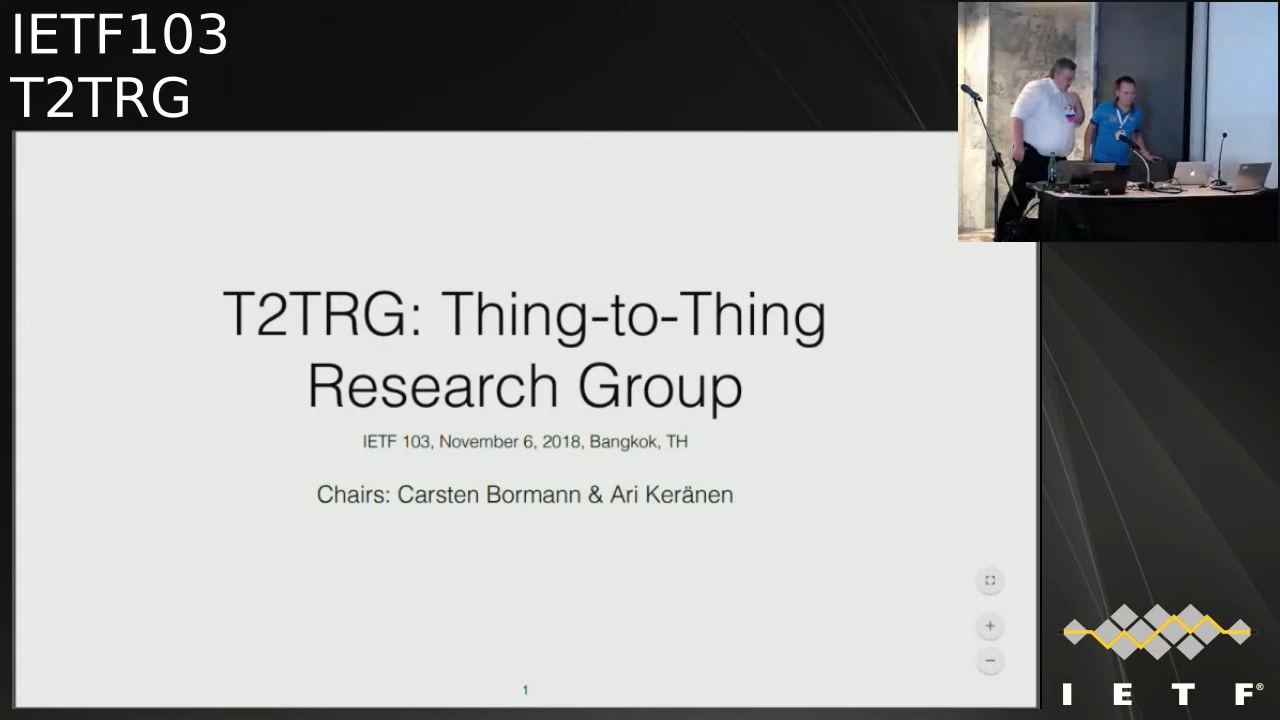 IETF103
T2TRG
T2TRG: Thing-to-Thing
Research Group
IETF 103, November 6, 2018, Bangkok, TH
Chairs: Carsten Bormann & Ari Keränen
1
I E T F®